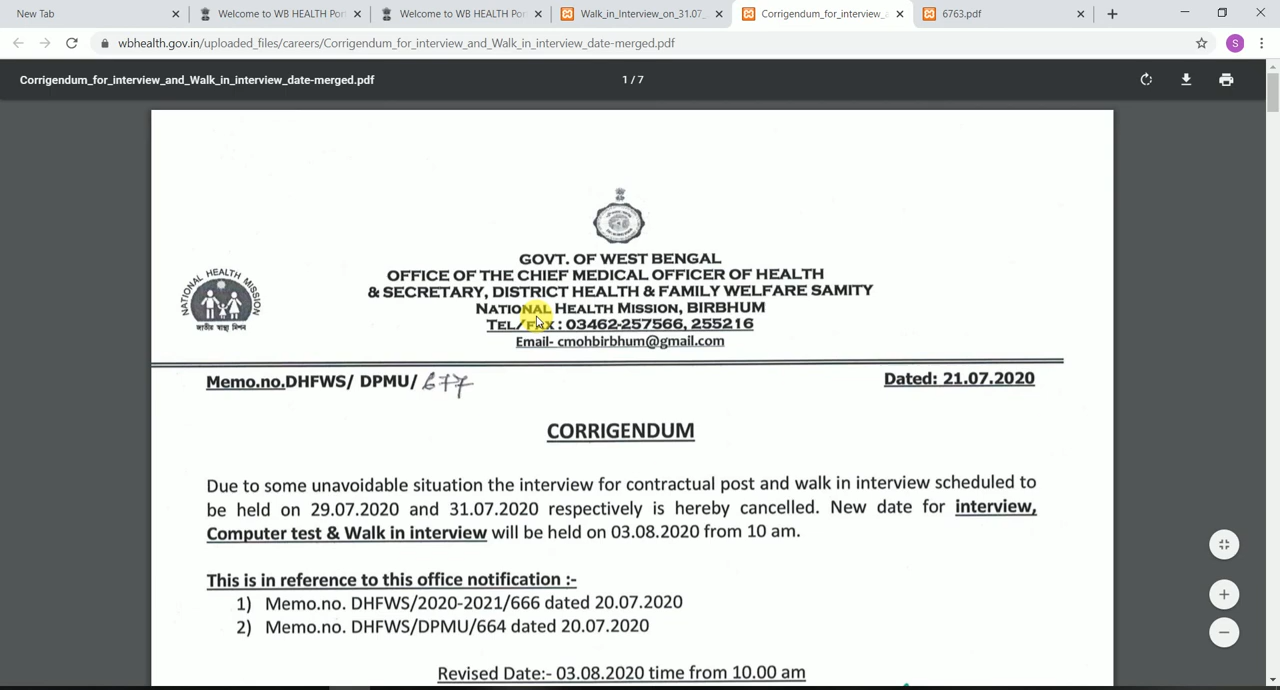 New Tab
Welcome to WB HEALTH Por
Welcome to WB HEALTH Por
Walk_in_Interview_on_31.07_
Corrigendum_for_interview_a
6763.pdf
wbhealth.gov.in/uploaded_files/careers/Corrigendum_for_interview_and_Walk_in_interview_date-merged.pdf
S
Corrigendum_for_interview_and_Walk_in_interview_date-merged.pdf
1 / 7
NATIONAL HEALTH MISSION
জাতীয় স্বাস্থ্য মিশন
GOVT. OF WEST BENGAL
OFFICE OF THE CHIEF MEDICAL OFFICER OF HEALTH
& SECRETARY, DISTRICT HEALTH & FAMILY WELFARE SAMITY
NATIONAL HEALTH MISSION, BIRBHUM
TEL/FAX : 03462-257566, 255216
Email- cmohbirbhum@gmail.com
Memo.no.DHFWS/ DPMU/ 677
Dated: 21.07.2020
CORRIGENDUM
Due to some unavoidable situation the interview for contractual post and walk in interview scheduled to
be held on 29.07.2020 and 31.07.2020 respectively is hereby cancelled. New date for interview,
Computer test & Walk in interview will be held on 03.08.2020 from 10 am.
This is in reference to this office notification :-
1) Memo.no. DHFWS/2020-2021/666 dated 20.07.2020
2) Memo.no. DHFWS/DPMU/664 dated 20.07.2020
Revised Date:- 03.08.2020 time from 10.00 am